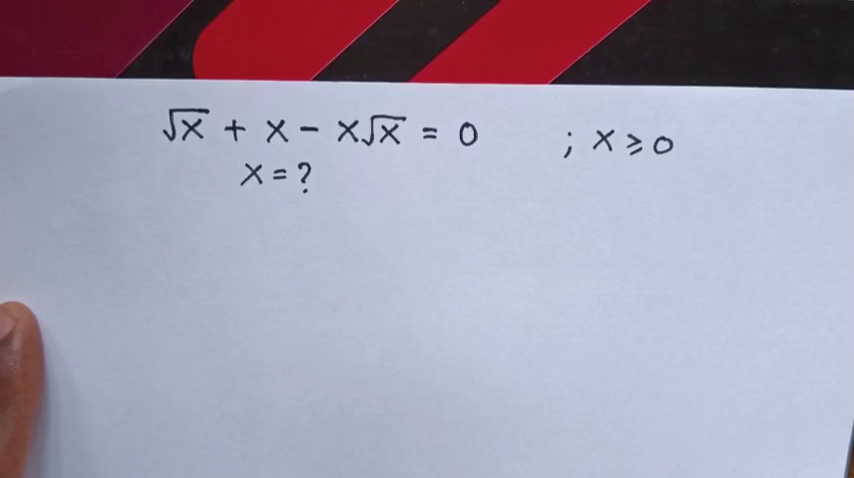 √x + x - x√x = 0 ; x ⩾ 0
x = ?